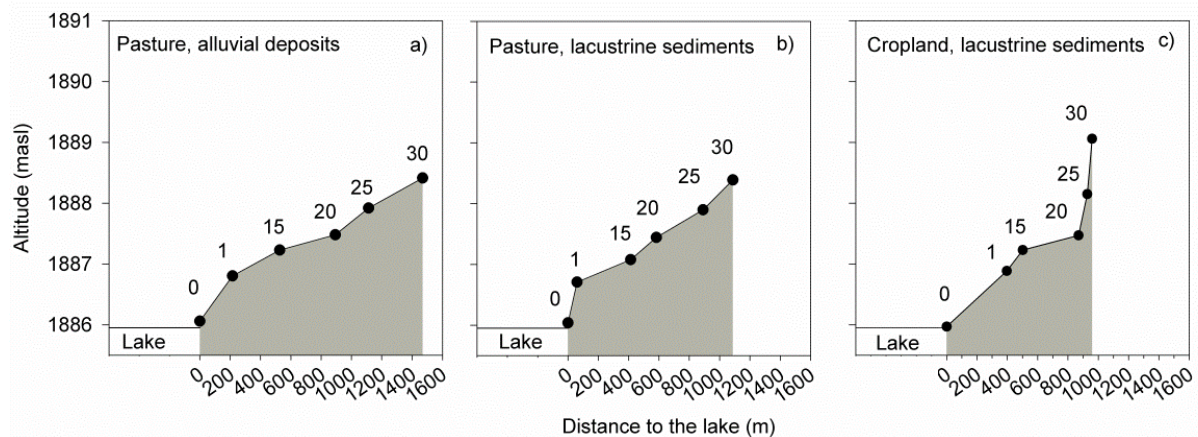 Altitude (masl)
1891
1890
1889
1888
1887
1886
Pasture, alluvial deposits a)
0
1
15
20
25
30
Lake
0 200 400 600 800 1000 1200 1400 1600
Pasture, lacustrine sediments b)
0
1
15
20
25
30
Lake
0 200 400 600 800 1000 1200 1400 1600
Cropland, lacustrine sediments c)
0
1
15
20
25
30
Lake
0 200 400 600 800 1000 1200 1400 1600
Distance to the lake (m)